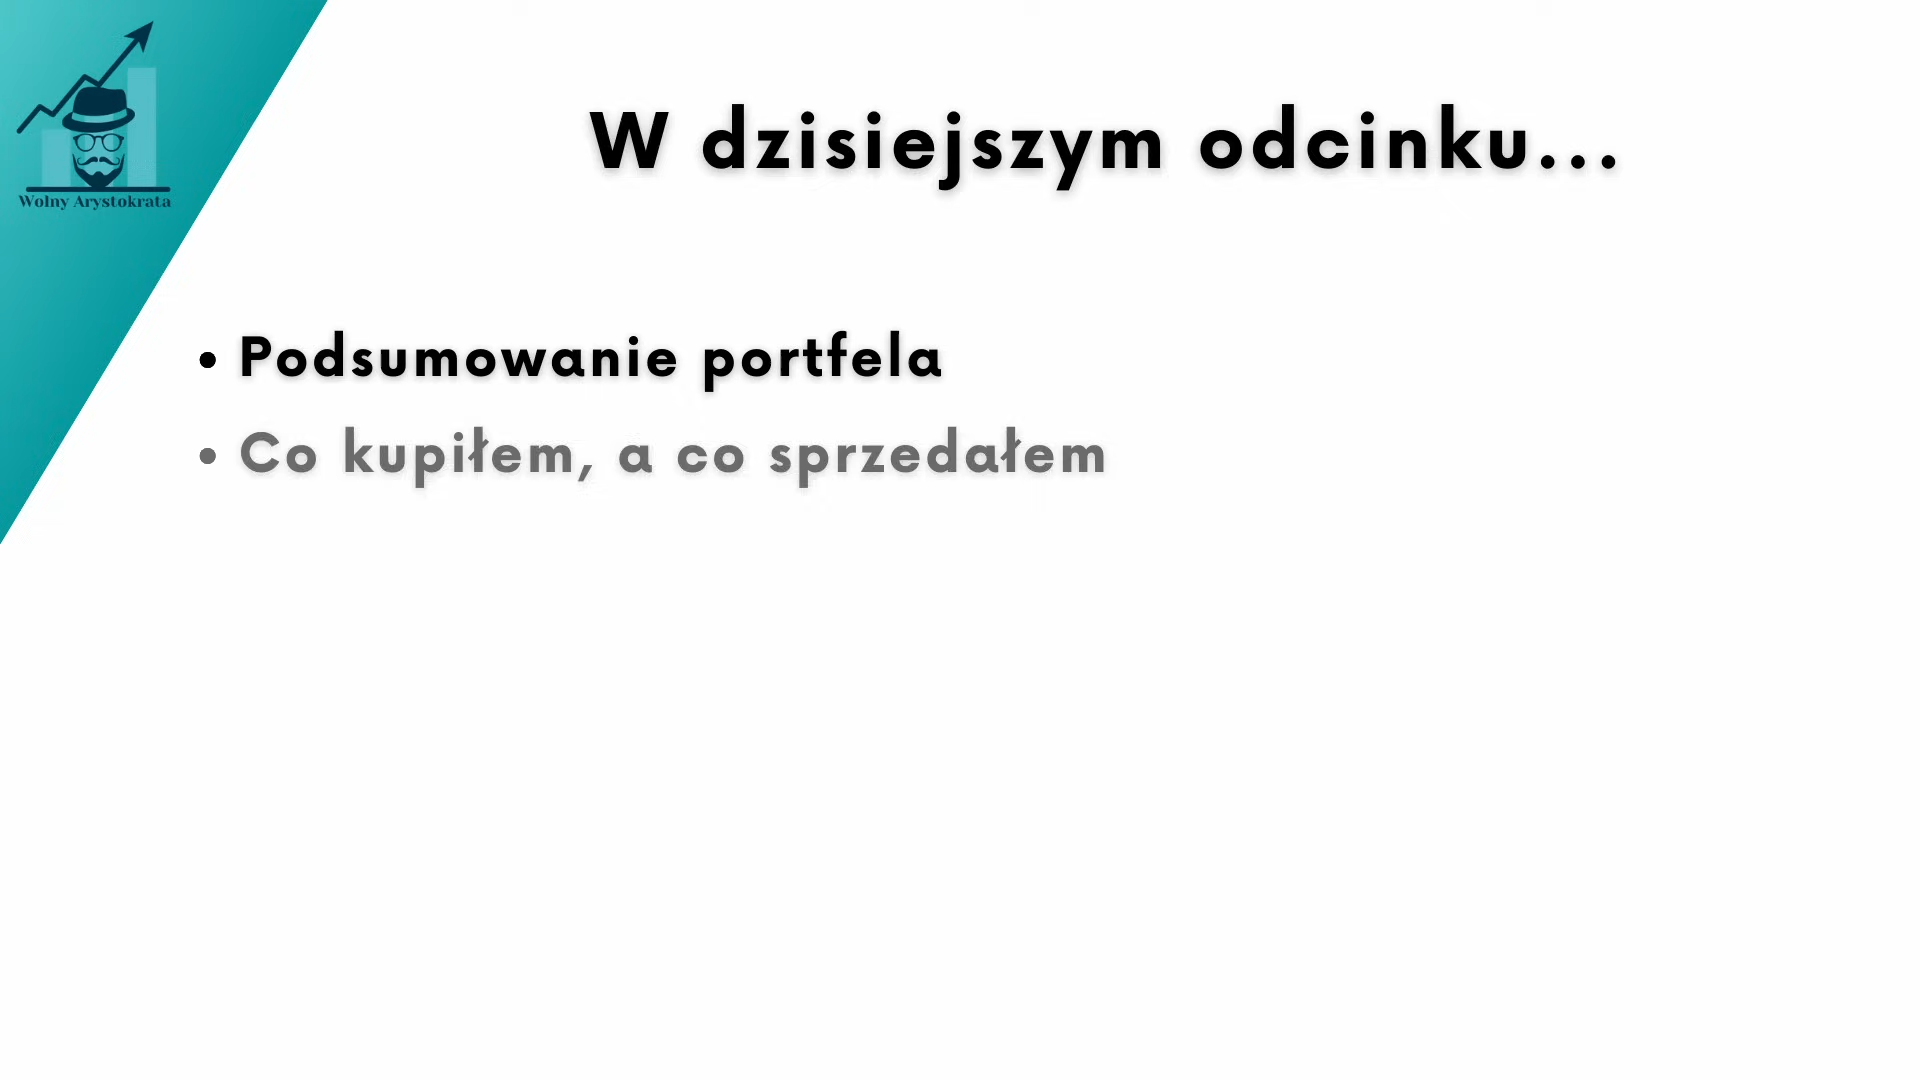 Wolny Arystokrata
W dzisiejszym odcinku...
• Podsumowanie portfela
• Co kupiłem, a co sprzedałem